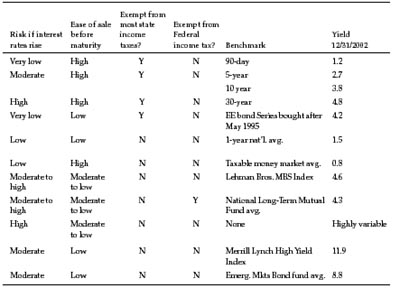 Exempt from
Ease of sale most state Exempt from
Risk if interest before income Federal Yield
rates rise maturity taxes? income tax? Benchmark 12/31/2002
Very low High Y N 90-day 1.2
Moderate High Y N 5-year 2.7
10 year 3.8
High High Y N 30-year 4.8
Very low Low Y N EE bond Series bought after 4.2
May 1995
Low Low N N 1-year nat'l. avg. 1.5
Low High N N Taxable money market avg. 0.8
Moderate to Moderate N N Lehman Bros. MBS Index 4.6
high to low
Moderate to Moderate N Y National Long-Term Mutual 4.3
high to low Fund avg.
High Moderate N N None Highly variable
to low
Moderate Low N N Merrill Lynch High Yield 11.9
Index
Moderate Low N N Emerg. Mkts Bond fund avg. 8.8